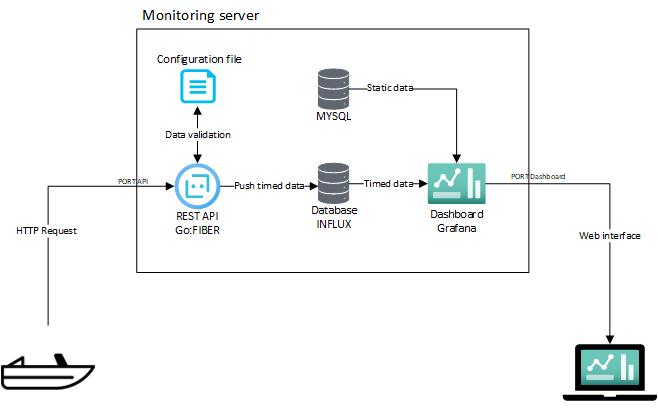 Monitoring server
Configuration file
Static data
MYSQL
Data validation
PORT API
Push timed data
Timed data
PORT Dashboard
REST API
Go:FIBER
Database
INFLUX
Dashboard
Grafana
HTTP Request
Web interface